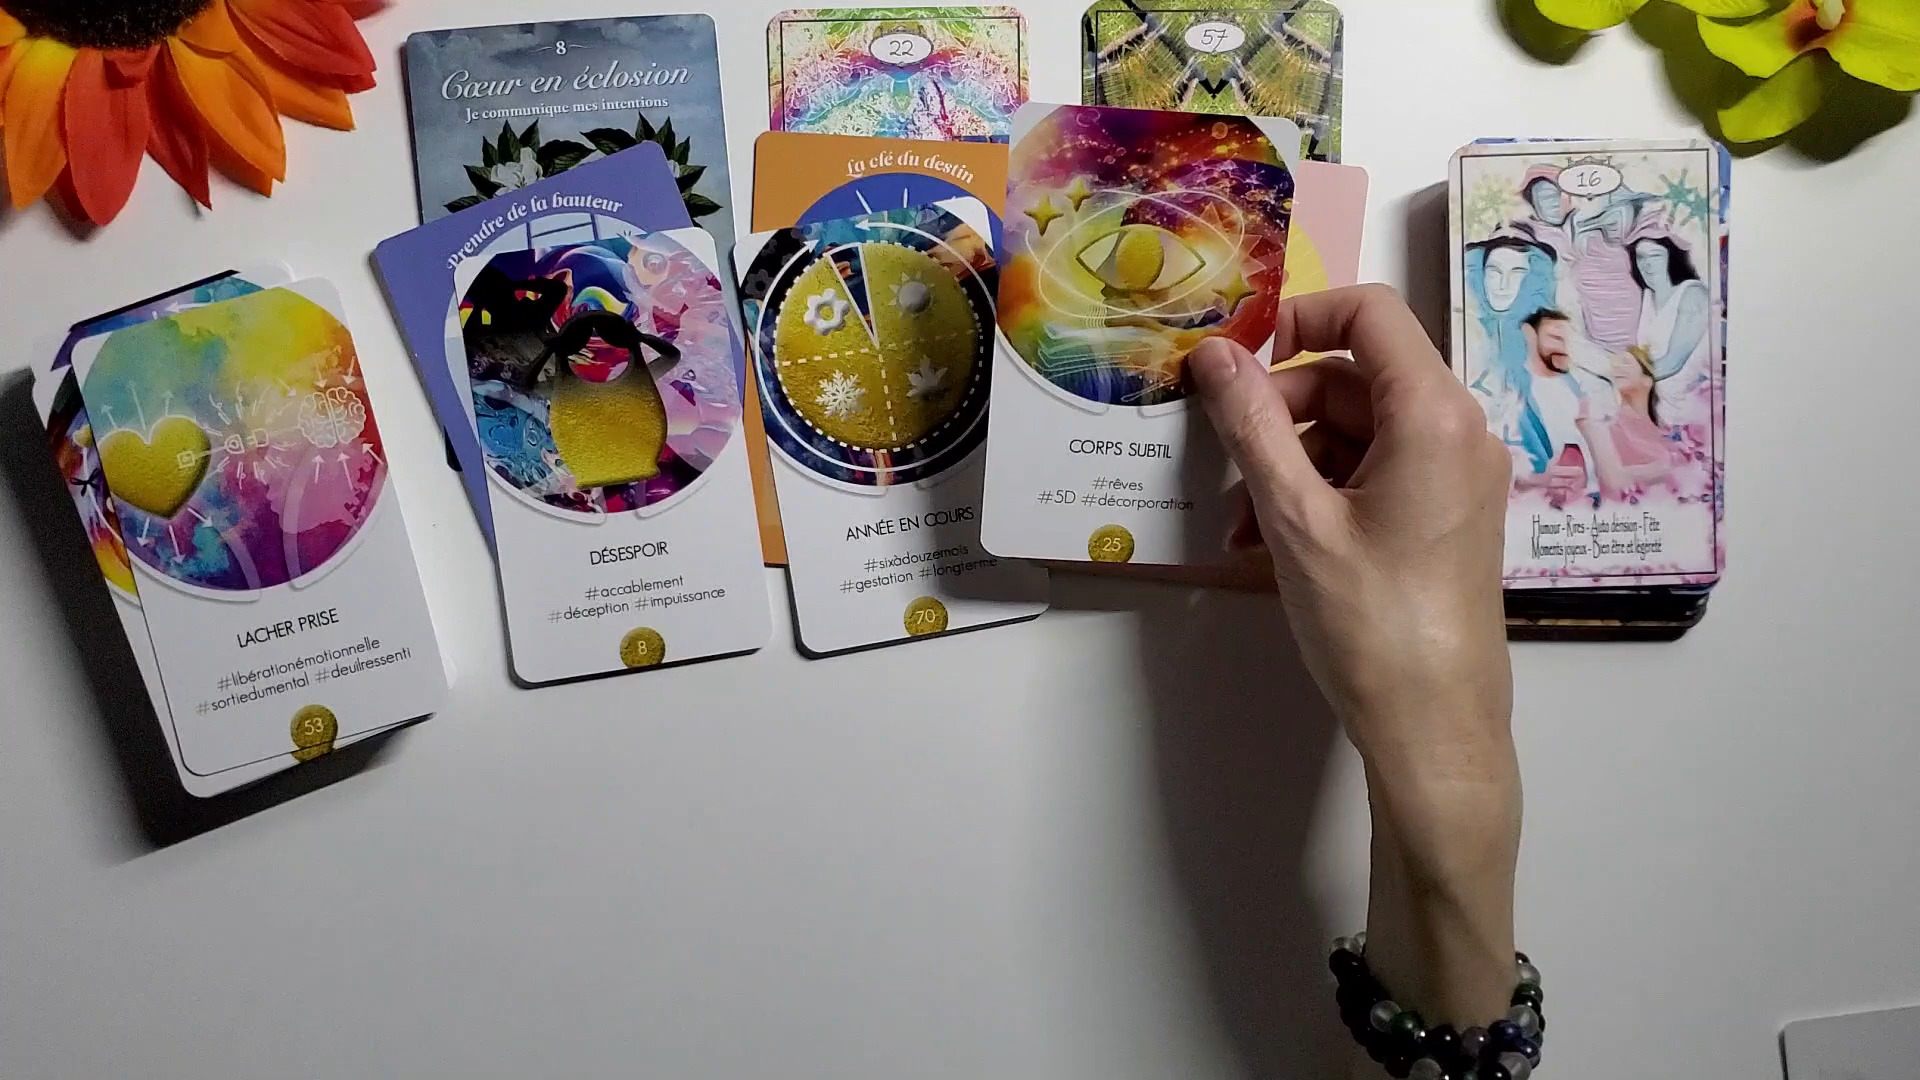 8
Cœur en éclosion
Je communique mes intentions
22
57
Prendre de la hauteur
La clé du destin
16
Humour - Rires - Auto dérision - Fête
Moments joyeux - Bien être et légèreté
LACHER PRISE
#libérationémotionnelle
#sortiedumental #deuilressenti
53
DÉSESPOIR
#accablement
#déception #impuissance
8
ANNÉE EN COURS
#sixàdouzemois
#gestation #longterme
70
CORPS SUBTIL
#rêves
#5D #décorporation
25